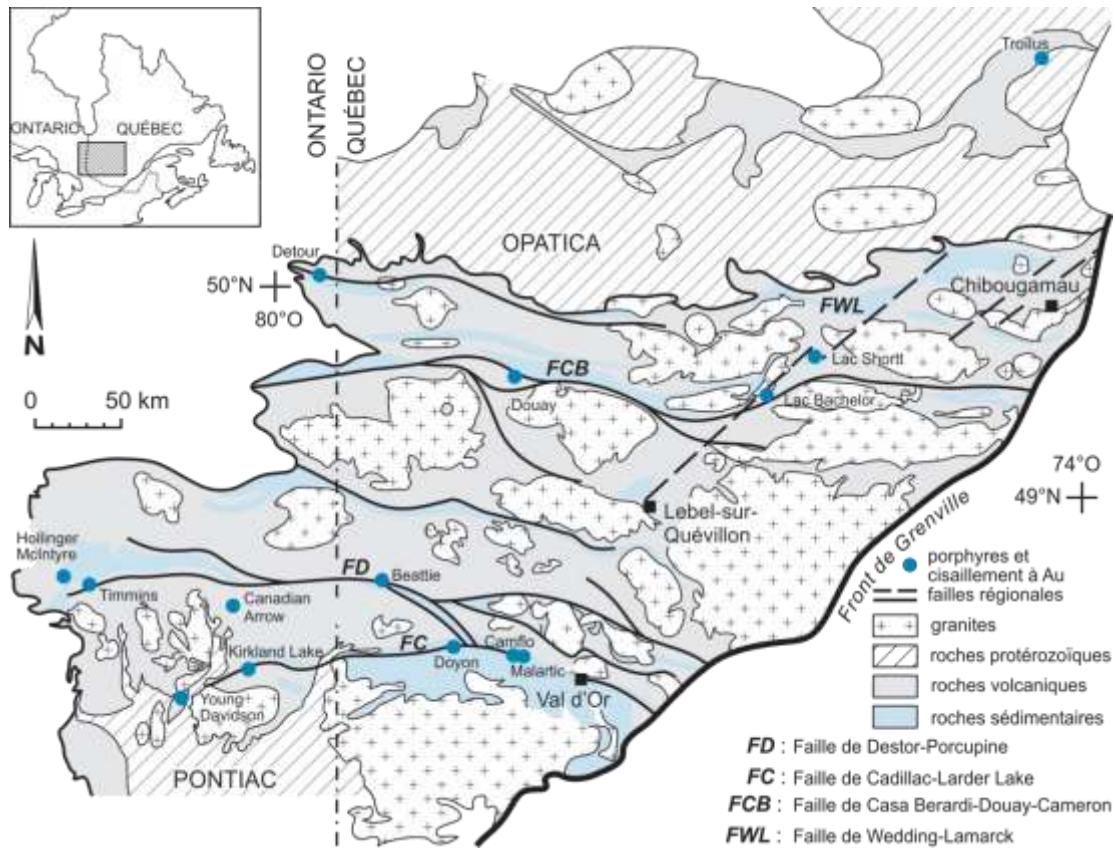 ONTARIO
QUÉBEC
ONTARIO
QUÉBEC
Troilus
OPATICA
Detour
50°N
80°O
N
0 50 km
FWL
Chibougamau
Lac Shortt
FCB
Douay
Lac Bachelor
74°O
49°N
Lebel-sur-
Quévillon
Front de Grenville
Hollinger
McIntyre
Timmins
FD
Beattie
Canadian
Arrow
Kirkland Lake
FC
Doyon
Camflo
Malartic
Val d'Or
Young-
Davidson
PONTIAC
porphyres et
cisaillement à Au
failles régionales
granites
roches protérozoïques
roches volcaniques
roches sédimentaires
FD : Faille de Destor-Porcupine
FC : Faille de Cadillac-Larder Lake
FCB : Faille de Casa Berardi-Douay-Cameron
FWL : Faille de Wedding-Lamarck